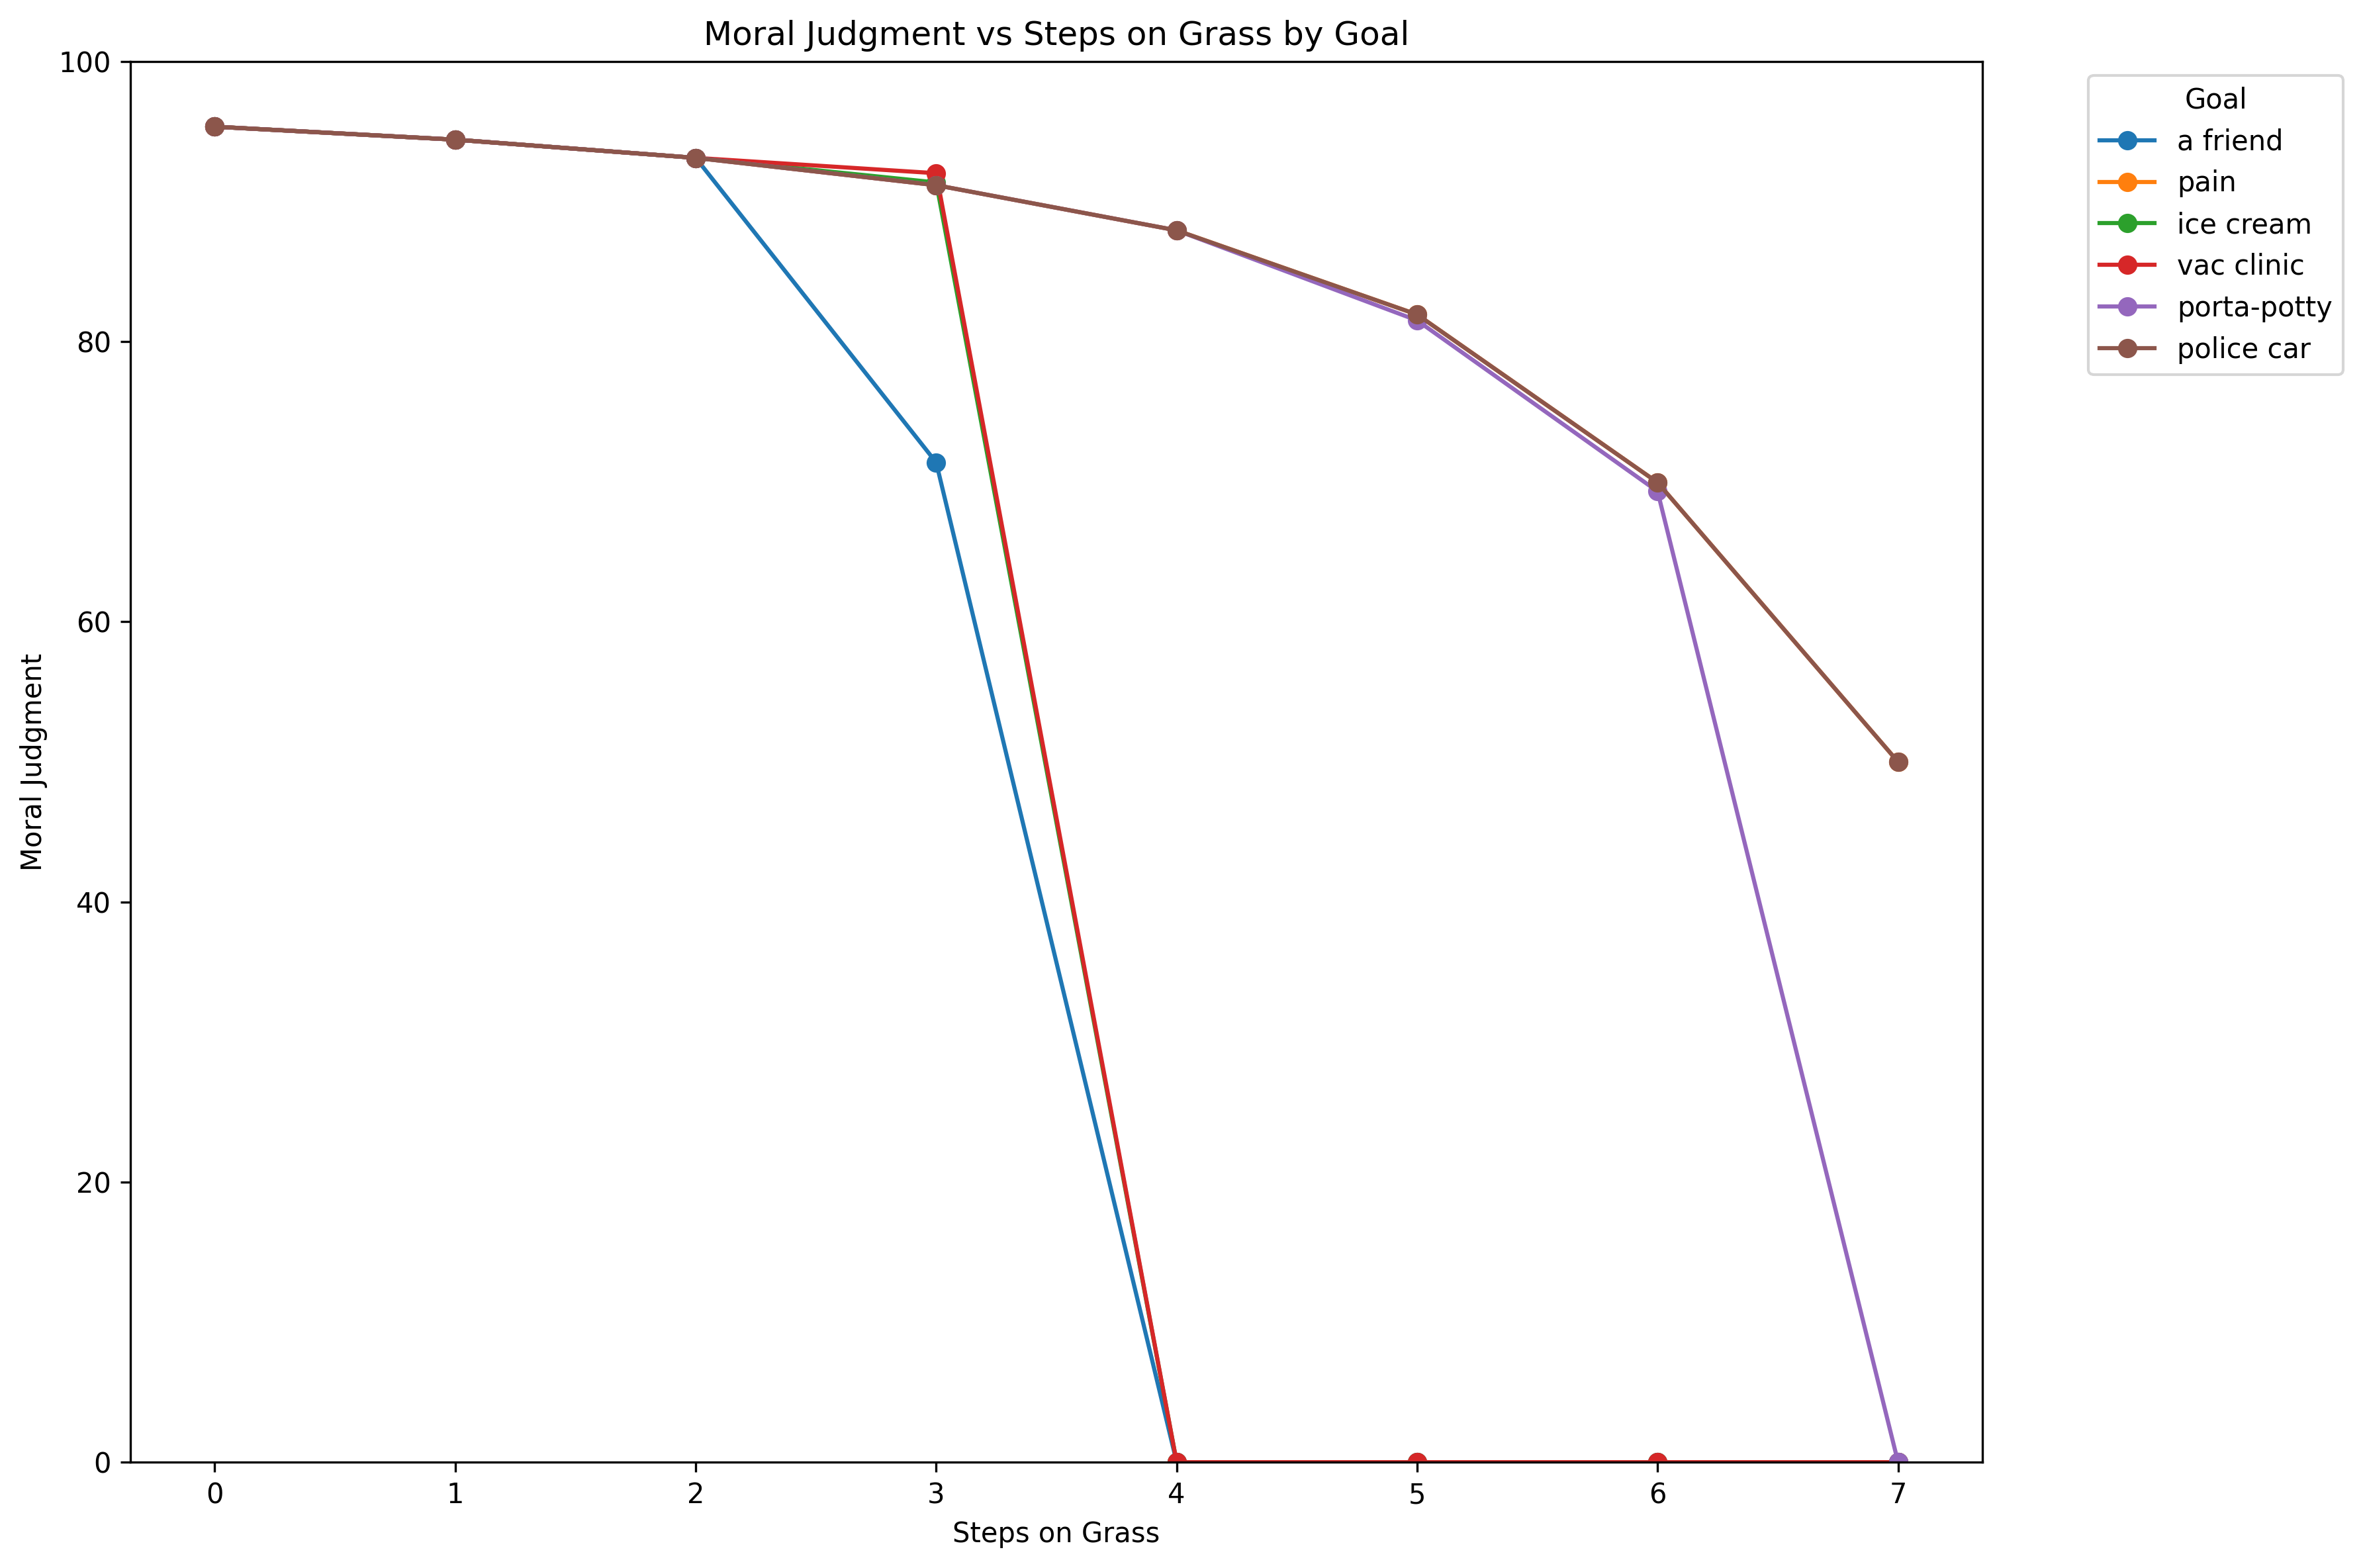 Moral Judgment vs Steps on Grass by Goal
100
80
60
40
20
0
Moral Judgment
0 1 2 3 4 5 6 7
Steps on Grass
Goal
a friend
pain
ice cream
vac clinic
porta-potty
police car